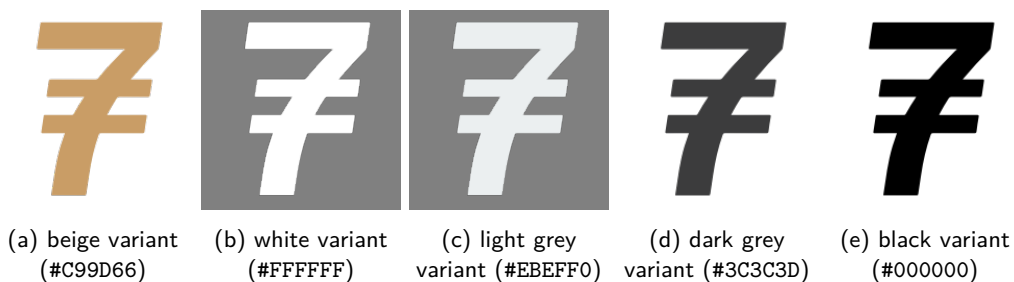 (a) beige variant
(#C99D66)
(b) white variant
(#FFFFFF)
(c) light grey
variant (#EBEFF0)
(d) dark grey
variant (#3C3C3D)
(e) black variant
(#000000)